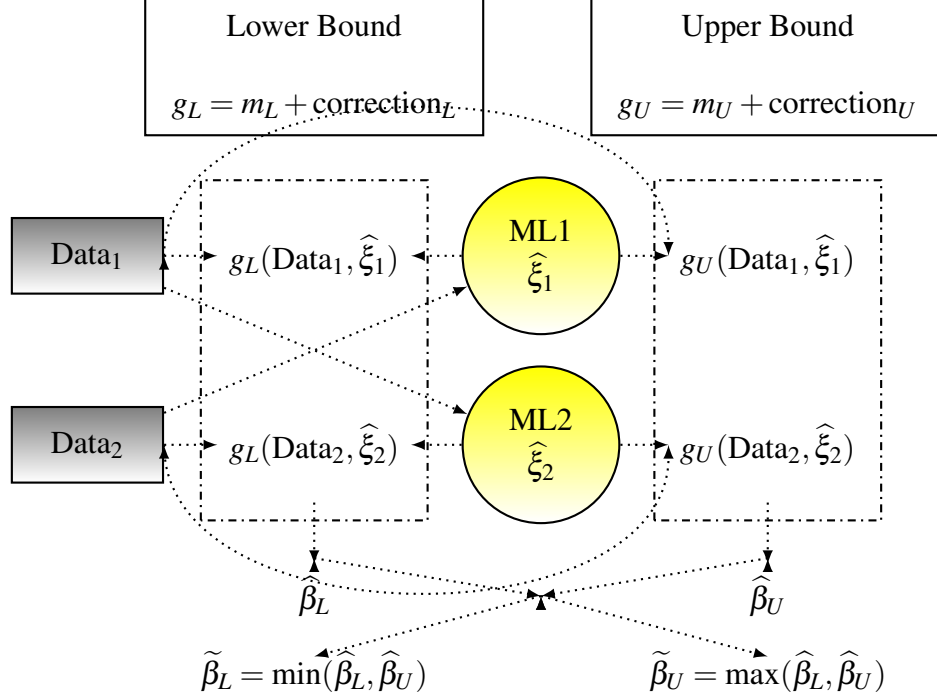 Lower Bound
Upper Bound
g_L = m_L + correction_L
g_U = m_U + correction_U
Data₁
g_L(Data₁, ξ̂₁)
ML1
ξ̂₁
g_U(Data₁, ξ̂₁)
Data₂
g_L(Data₂, ξ̂₂)
ML2
ξ̂₂
g_U(Data₂, ξ̂₂)
β̂_L
β̂_U
β̃_L = min(β̂_L, β̂_U)
β̃_U = max(β̂_L, β̂_U)